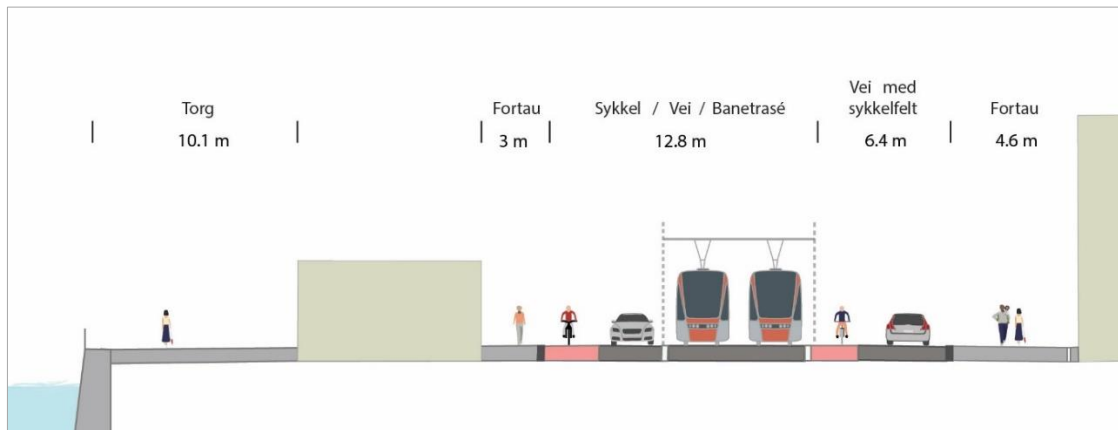 Torg
10.1 m
Fortau
3 m
Sykkel / Vei / Banetrasé
12.8 m
Vei med
sykkelfelt
6.4 m
Fortau
4.6 m